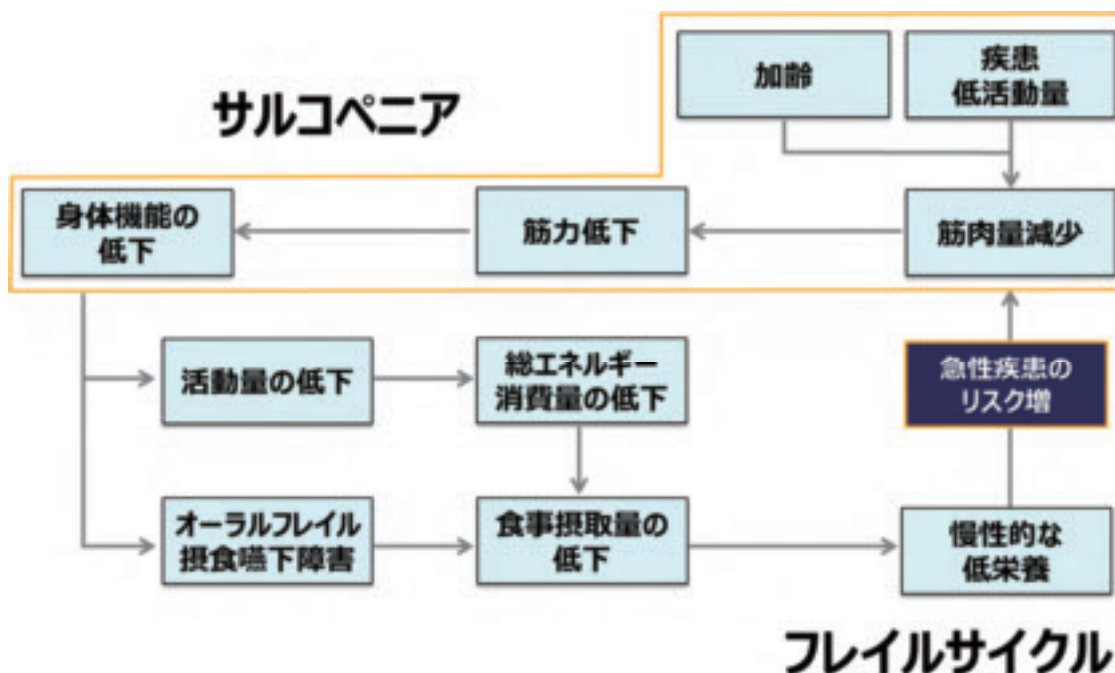 加齢
疾患
低活動量
サルコペニア
身体機能の
低下
筋力低下
筋肉量減少
活動量の低下
総エネルギー
消費量の低下
急性疾患の
リスク増
オーラルフレイル
摂食嚥下障害
食事摂取量の
低下
慢性的な
低栄養
フレイルサイクル